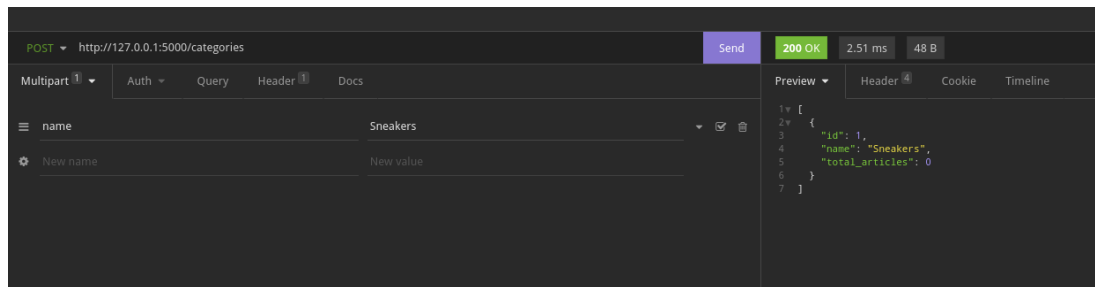 POST http://127.0.0.1:5000/categories Send 200 OK 2.51 ms 48 B
Multipart 1 Auth Query Header 1 Docs Preview Header 4 Cookie Timeline
name Sneakers
New name New value
1 [
2 {
3 "id": 1,
4 "name": "Sneakers",
5 "total_articles": 0
6 }
7 ]